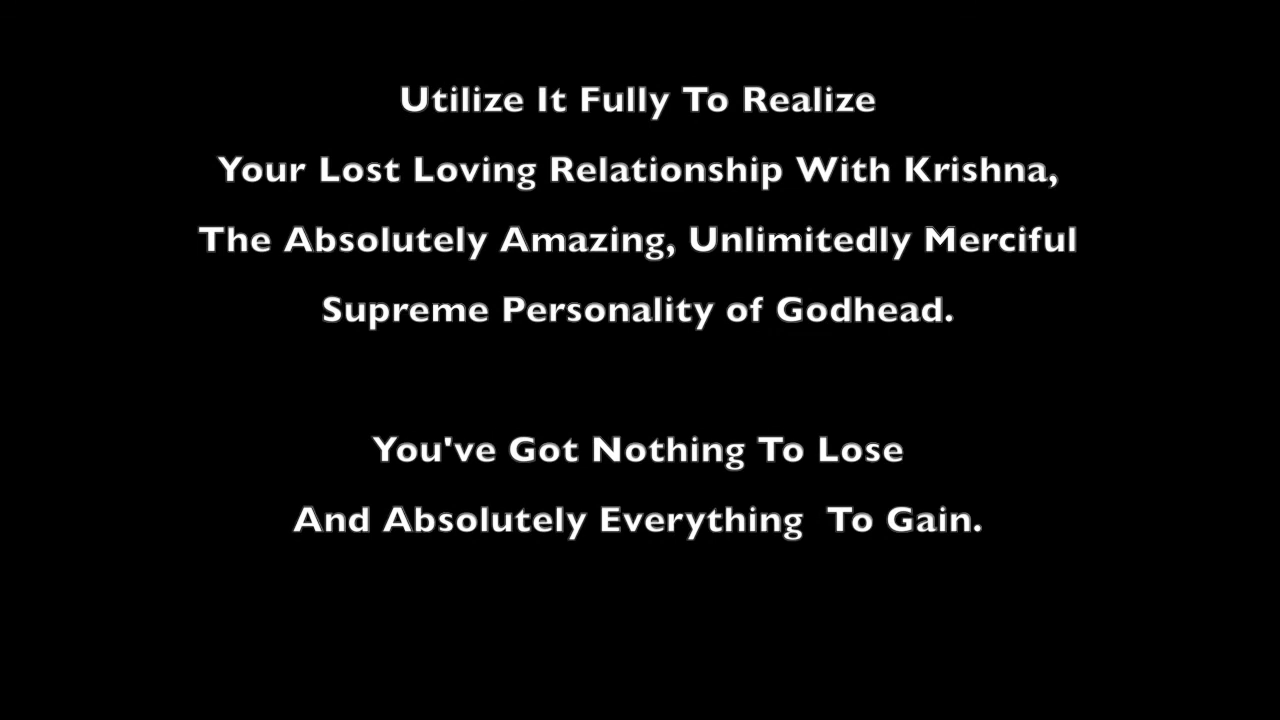 Utilize It Fully To Realize
Your Lost Loving Relationship With Krishna,
The Absolutely Amazing, Unlimitedly Merciful
Supreme Personality of Godhead.
You've Got Nothing To Lose
And Absolutely Everything  To Gain.